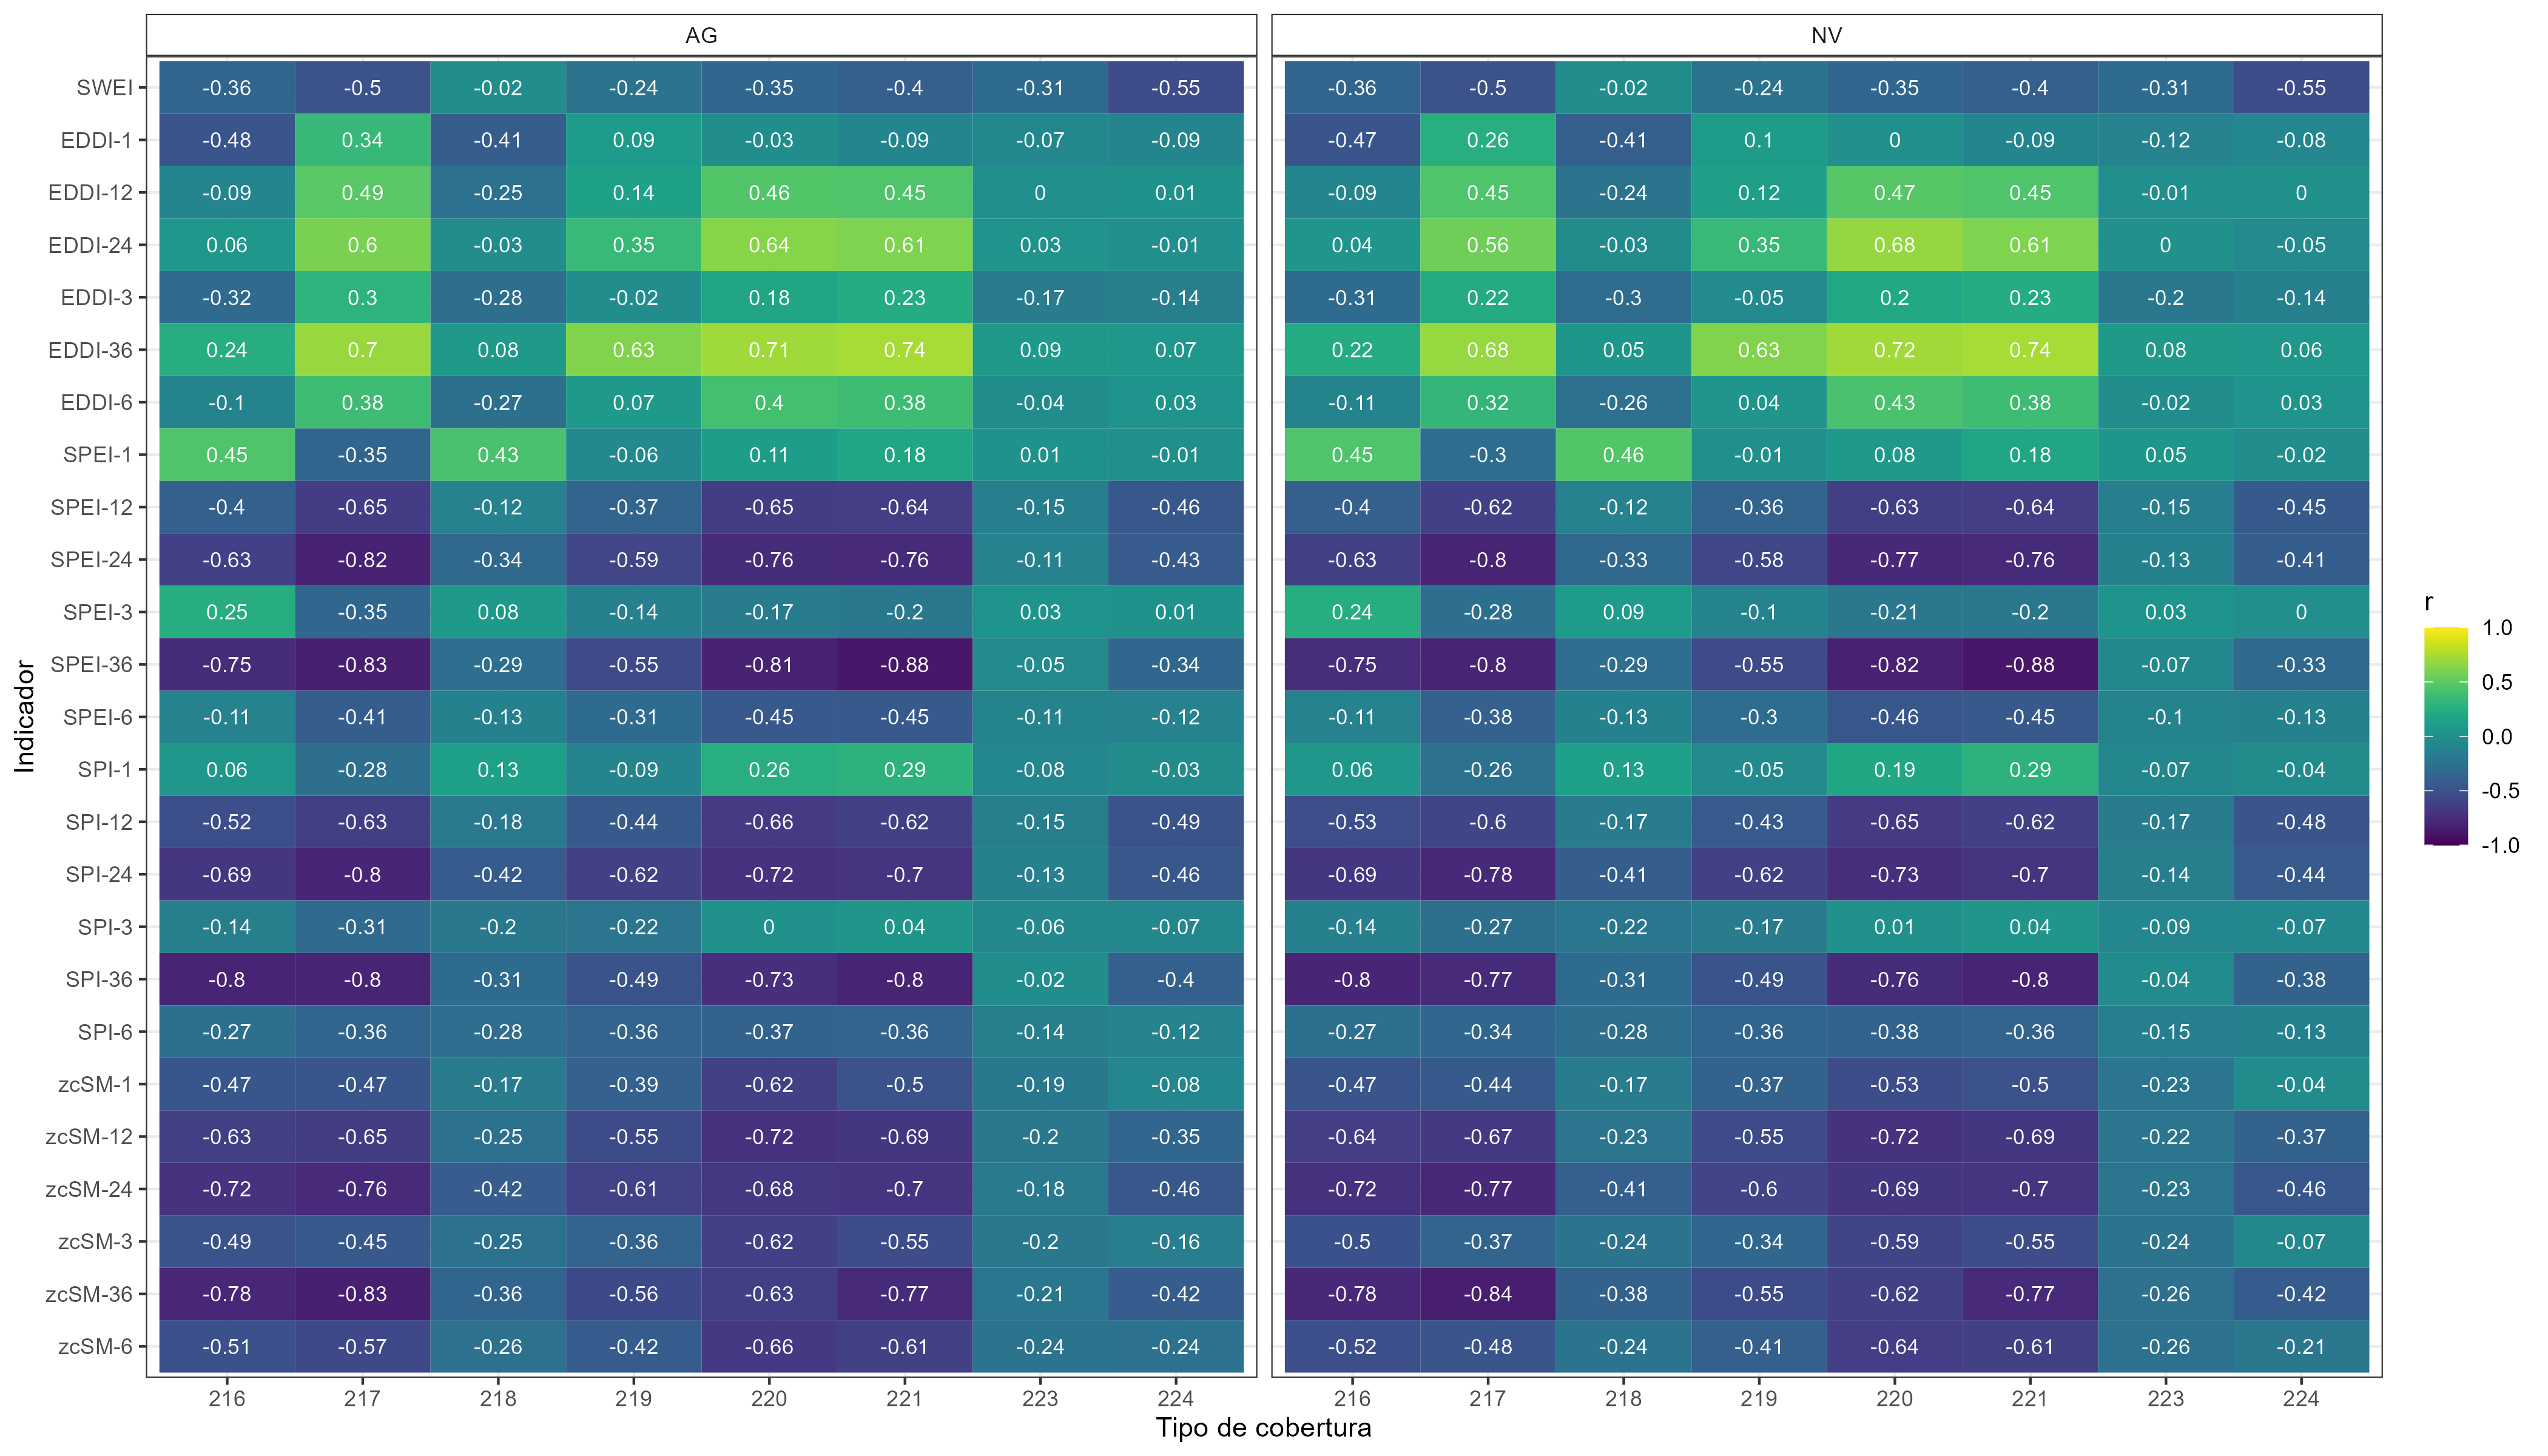 AG NV
SWEI -0.36 -0.5 -0.02 -0.24 -0.35 -0.4 -0.31 -0.55 -0.36 -0.5 -0.02 -0.24 -0.35 -0.4 -0.31 -0.55
EDDI-1 -0.48 0.34 -0.41 0.09 -0.03 -0.09 -0.07 -0.09 -0.47 0.26 -0.41 0.1 0 -0.09 -0.12 -0.08
EDDI-12 -0.09 0.49 -0.25 0.14 0.46 0.45 0 0.01 -0.09 0.45 -0.24 0.12 0.47 0.45 -0.01 0
EDDI-24 0.06 0.6 -0.03 0.35 0.64 0.61 0.03 -0.01 0.04 0.56 -0.03 0.35 0.68 0.61 0 -0.05
EDDI-3 -0.32 0.3 -0.28 -0.02 0.18 0.23 -0.17 -0.14 -0.31 0.22 -0.3 -0.05 0.2 0.23 -0.2 -0.14
EDDI-36 0.24 0.7 0.08 0.63 0.71 0.74 0.09 0.07 0.22 0.68 0.05 0.63 0.72 0.74 0.08 0.06
EDDI-6 -0.1 0.38 -0.27 0.07 0.4 0.38 -0.04 0.03 -0.11 0.32 -0.26 0.04 0.43 0.38 -0.02 0.03
SPEI-1 0.45 -0.35 0.43 -0.06 0.11 0.18 0.01 -0.01 0.45 -0.3 0.46 -0.01 0.08 0.18 0.05 -0.02
SPEI-12 -0.4 -0.65 -0.12 -0.37 -0.65 -0.64 -0.15 -0.46 -0.4 -0.62 -0.12 -0.36 -0.63 -0.64 -0.15 -0.45
SPEI-24 -0.63 -0.82 -0.34 -0.59 -0.76 -0.76 -0.11 -0.43 -0.63 -0.8 -0.33 -0.58 -0.77 -0.76 -0.13 -0.41
SPEI-3 0.25 -0.35 0.08 -0.14 -0.17 -0.2 0.03 0.01 0.24 -0.28 0.09 -0.1 -0.21 -0.2 0.03 0
SPEI-36 -0.75 -0.83 -0.29 -0.55 -0.81 -0.88 -0.05 -0.34 -0.75 -0.8 -0.29 -0.55 -0.82 -0.88 -0.07 -0.33
SPEI-6 -0.11 -0.41 -0.13 -0.31 -0.45 -0.45 -0.11 -0.12 -0.11 -0.38 -0.13 -0.3 -0.46 -0.45 -0.1 -0.13
SPI-1 0.06 -0.28 0.13 -0.09 0.26 0.29 -0.08 -0.03 0.06 -0.26 0.13 -0.05 0.19 0.29 -0.07 -0.04
SPI-12 -0.52 -0.63 -0.18 -0.44 -0.66 -0.62 -0.15 -0.49 -0.53 -0.6 -0.17 -0.43 -0.65 -0.62 -0.17 -0.48
SPI-24 -0.69 -0.8 -0.42 -0.62 -0.72 -0.7 -0.13 -0.46 -0.69 -0.78 -0.41 -0.62 -0.73 -0.7 -0.14 -0.44
SPI-3 -0.14 -0.31 -0.2 -0.22 0 0.04 -0.06 -0.07 -0.14 -0.27 -0.22 -0.17 0.01 0.04 -0.09 -0.07
SPI-36 -0.8 -0.8 -0.31 -0.49 -0.73 -0.8 -0.02 -0.4 -0.8 -0.77 -0.31 -0.49 -0.76 -0.8 -0.04 -0.38
SPI-6 -0.27 -0.36 -0.28 -0.36 -0.37 -0.36 -0.14 -0.12 -0.27 -0.34 -0.28 -0.36 -0.38 -0.36 -0.15 -0.13
zcSM-1 -0.47 -0.47 -0.17 -0.39 -0.62 -0.5 -0.19 -0.08 -0.47 -0.44 -0.17 -0.37 -0.53 -0.5 -0.23 -0.04
zcSM-12 -0.63 -0.65 -0.25 -0.55 -0.72 -0.69 -0.2 -0.35 -0.64 -0.67 -0.23 -0.55 -0.72 -0.69 -0.22 -0.37
zcSM-24 -0.72 -0.76 -0.42 -0.61 -0.68 -0.7 -0.18 -0.46 -0.72 -0.77 -0.41 -0.6 -0.69 -0.7 -0.23 -0.46
zcSM-3 -0.49 -0.45 -0.25 -0.36 -0.62 -0.55 -0.2 -0.16 -0.5 -0.37 -0.24 -0.34 -0.59 -0.55 -0.24 -0.07
zcSM-36 -0.78 -0.83 -0.36 -0.56 -0.63 -0.77 -0.21 -0.42 -0.78 -0.84 -0.38 -0.55 -0.62 -0.77 -0.26 -0.42
zcSM-6 -0.51 -0.57 -0.26 -0.42 -0.66 -0.61 -0.24 -0.24 -0.52 -0.48 -0.24 -0.41 -0.64 -0.61 -0.26 -0.21
216 217 218 219 220 221 223 224 216 217 218 219 220 221 223 224
Tipo de cobertura
Indicador
r
1.0
0.5
0.0
-0.5
-1.0